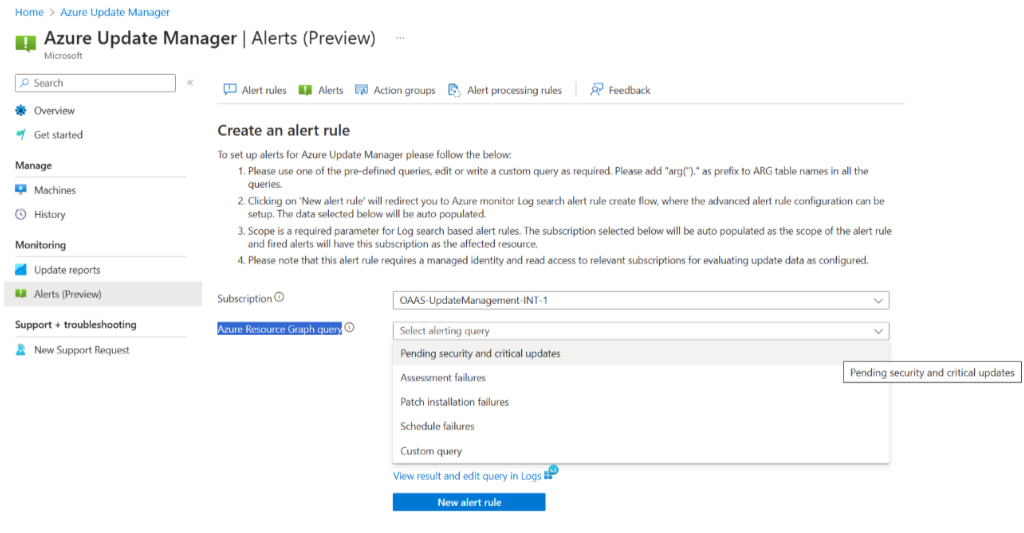 Home > Azure Update Manager
Azure Update Manager | Alerts (Preview) ...
Microsoft
Search «
Overview
Get started
Manage
Machines
History
Monitoring
Update reports
Alerts (Preview)
Support + troubleshooting
New Support Request
Alert rules Alerts Action groups Alert processing rules Feedback
Create an alert rule
To set up alerts for Azure Update Manager please follow the below:
1. Please use one of the pre-defined queries, edit or write a custom query as required. Please add "arg(")." as prefix to ARG table names in all the
queries.
2. Clicking on 'New alert rule' will redirect you to Azure monitor Log search alert rule create flow, where the advanced alert rule configuration can be
setup. The data selected below will be auto populated.
3. Scope is a required parameter for Log search based alert rules. The subscription selected below will be auto populated as the scope of the alert rule
and fired alerts will have this subscription as the affected resource.
4. Please note that this alert rule requires a managed identity and read access to relevant subscriptions for evaluating update data as configured.
Subscription OAAS-UpdateManagement-INT-1
Azure Resource Graph query Select alerting query
Pending security and critical updates
Pending security and critical updates
Assessment failures
Patch installation failures
Schedule failures
Custom query
View result and edit query in Logs
New alert rule